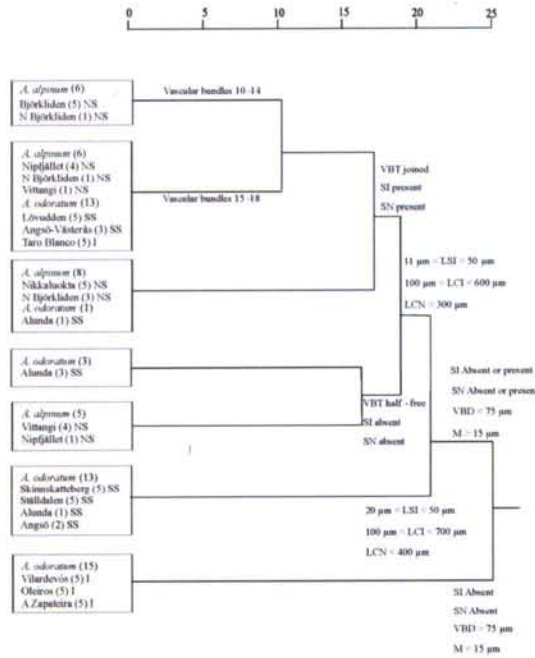 0 5 10 15 20 25
A. alpinum (6)
Björkliden (5) NS
N Björkliden (1) NS
Vascular bundles 10-14
A. alpinum (6)
Nipfjället (4) NS
N Björkliden (1) NS
Vittangi (1) NS
A. odoratum (13)
Lövudden (5) SS
Angsö-Västerås (3) SS
Taro Blanco (5) I
Vascular bundles 15-18
VBT joined
SI present
SN present
A. alpinum (8)
Nikkaluokta (5) NS
N Björkliden (3) NS
A. odoratum (1)
Alunda (1) SS
11 µm < LSI < 50 µm
100 µm < LCI < 600 µm
LCN < 300 µm
A. odoratum (3)
Alunda (3) SS
A. alpinum (5)
Vittangi (4) NS
Nipfjället (1) NS
VBT half - free
SI absent
SN absent
SI Absent or present
SN Absent or presen
VBD < 75 µm
M > 15 µm
A. odoratum (13)
Skinnskatteberg (5) SS
Ställdalen (5) SS
Alunda (1) SS
Angsö (2) SS
20 µm < LSI < 50 µm
100 µm < LCI < 700 µm
LCN < 400 µm
A. odoratum (15)
Vilardevós (5) I
Oleiros (5) I
A Zapateira (5) I
SI Absent
SN Absent
VBD > 75 µm
M < 15 µm